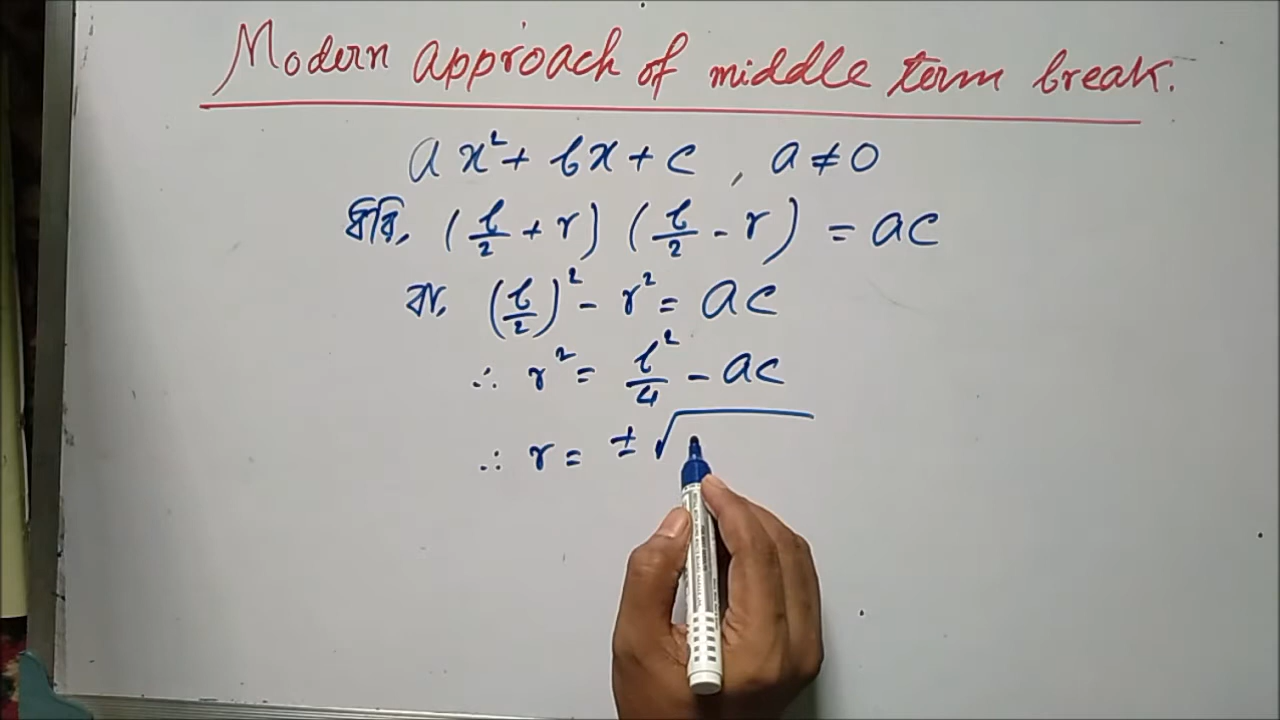 Modern approach of middle term break.
ax² + bx + c , a ≠ 0
ধরি, (b/2 + r) (b/2 - r) = ac
বা, (b/2)² - r² = ac
∴ r² = b²/4 - ac
∴ r = ± √